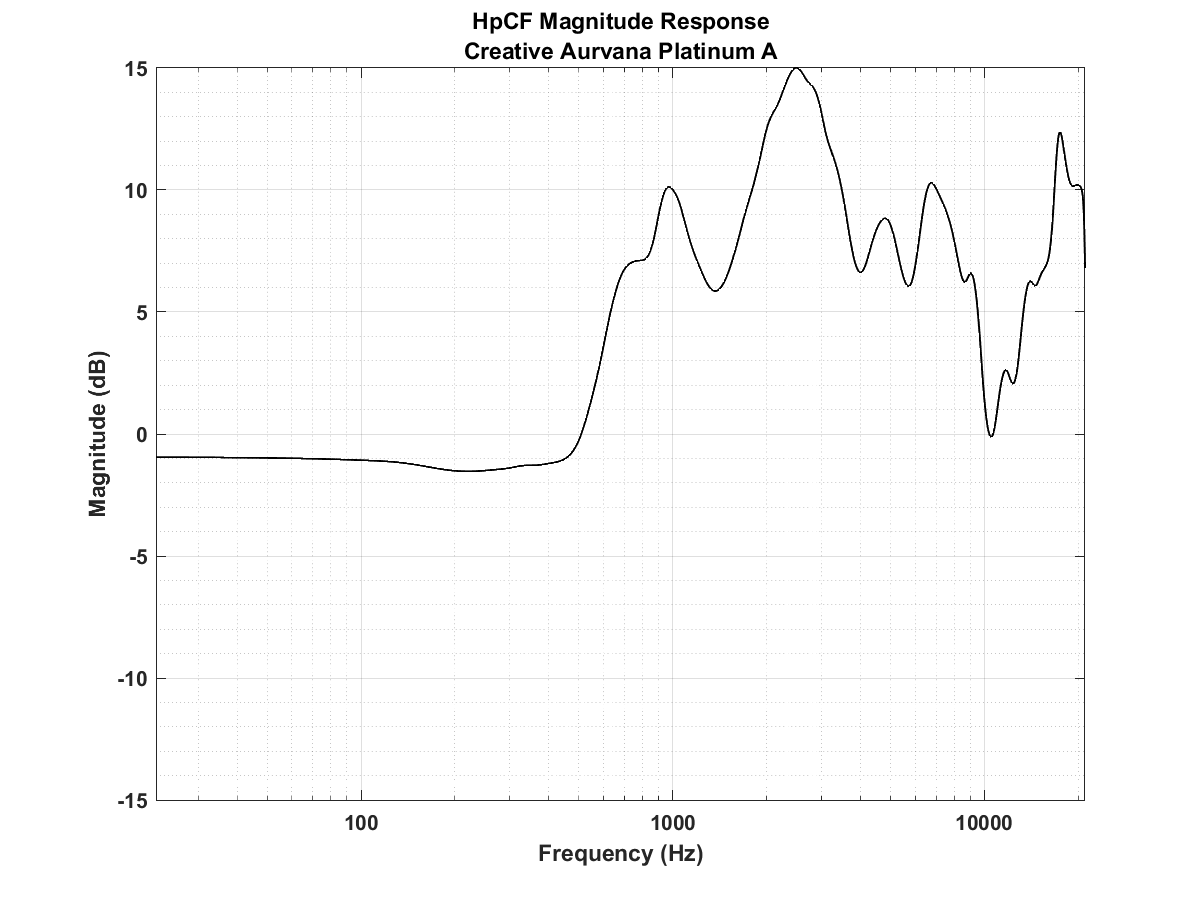 HpCF Magnitude Response
Creative Aurvana Platinum A
15
10
5
0
-5
-10
-15
Magnitude (dB)
100
1000
10000
Frequency (Hz)